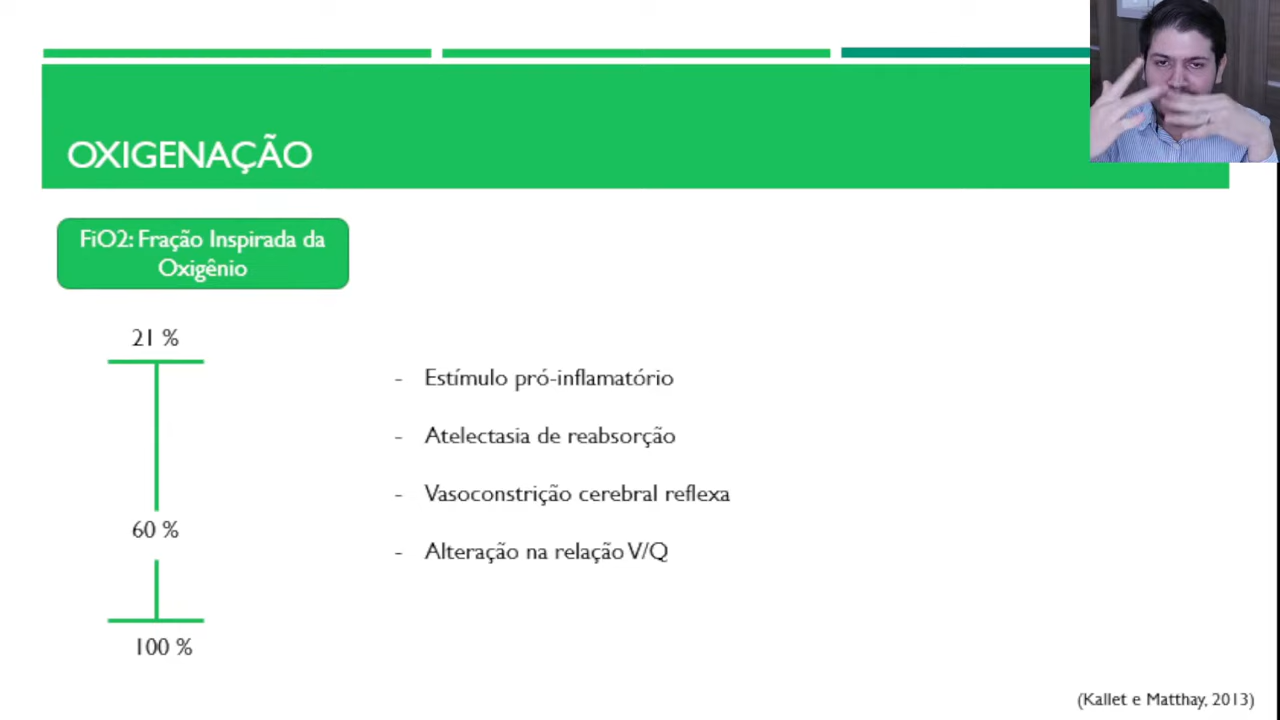 OXIGENAÇÃO
FiO2: Fração Inspirada da
Oxigênio
21 %
- Estímulo pró-inflamatório
- Atelectasia de reabsorção
- Vasoconstrição cerebral reflexa
60 %
- Alteração na relação V/Q
100 %
(Kallet e Matthay, 2013)